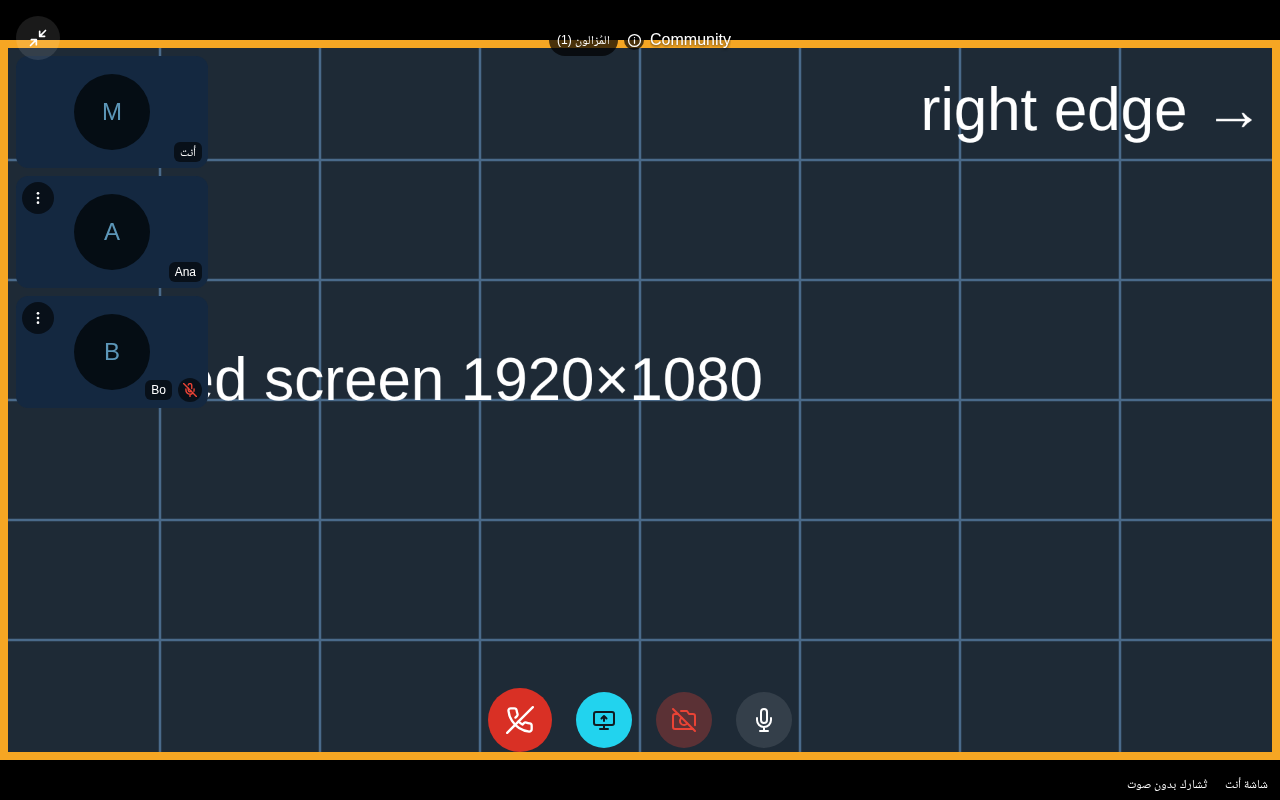 Community
المُزالون (1)
right edge →
M
أنت
A
Ana
B
Bo
ed screen 1920×1080
شاشة أنت
تُشارك بدون صوت